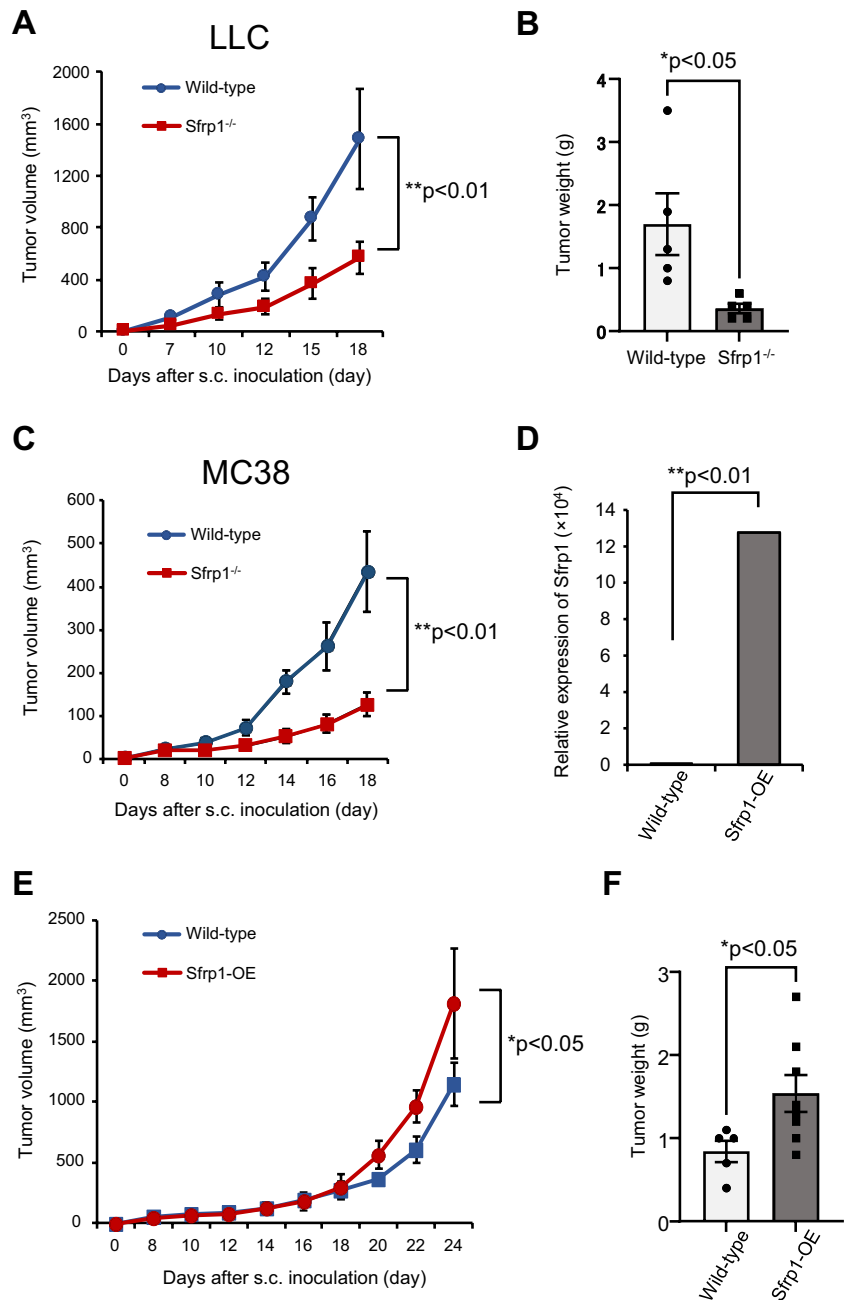 A
LLC
Tumor volume (mm³)
2000
1600
1200
800
400
0
Wild-type
Sfrp1⁻/⁻
**p<0.01
0 7 10 12 15 18
Days after s.c. inoculation (day)
B
*p<0.05
Tumor weight (g)
4
3
2
1
0
Wild-type Sfrp1⁻/⁻
C
MC38
Tumor volume (mm³)
600
500
400
300
200
100
0
Wild-type
Sfrp1⁻/⁻
**p<0.01
0 8 10 12 14 16 18
Days after s.c. inoculation (day)
D
**p<0.01
Relative expression of Sfrp1 (×10⁴)
14
12
10
8
6
4
2
0
Wild-type
Sfrp1-OE
E
Tumor volume (mm³)
2500
2000
1500
1000
500
0
Wild-type
Sfrp1-OE
*p<0.05
0 8 10 12 14 16 18 20 22 24
Days after s.c. inoculation (day)
F
*p<0.05
Tumor weight (g)
3
2
1
0
Wild-type
Sfrp1-OE